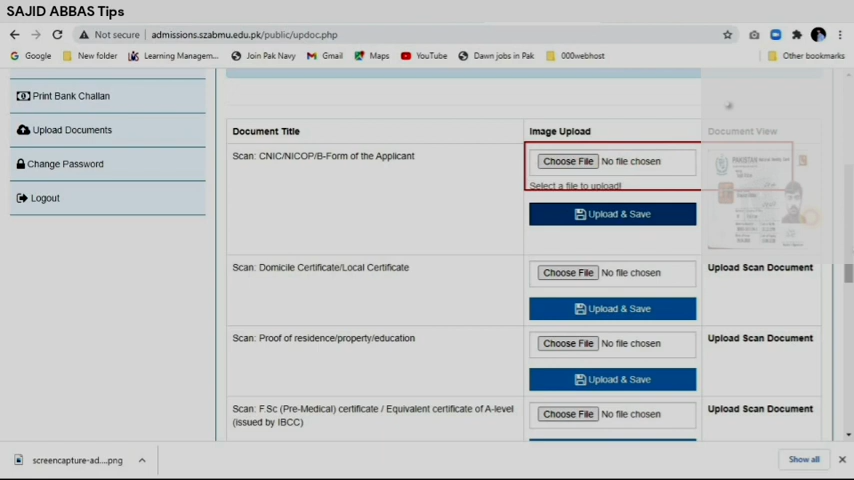 SAJID ABBAS Tips
Not secure | admissions.szabmu.edu.pk/public/updoc.php
Google New folder Learning Managem... Join Pak Navy Gmail Maps YouTube Dawn jobs in Pak 000webhost Other bookmarks
Print Bank Challan
Upload Documents
Change Password
Logout
Document Title Image Upload Document View
Scan: CNIC/NICOP/B-Form of the Applicant Choose File No file chosen
Select a file to upload!
Upload & Save
PAKISTAN
Scan: Domicile Certificate/Local Certificate Choose File No file chosen Upload Scan Document
Upload & Save
Scan: Proof of residence/property/education Choose File No file chosen Upload Scan Document
Upload & Save
Scan: F.Sc (Pre-Medical) certificate / Equivalent certificate of A-level Choose File No file chosen Upload Scan Document
(issued by IBCC)
screencapture-ad....png Show all